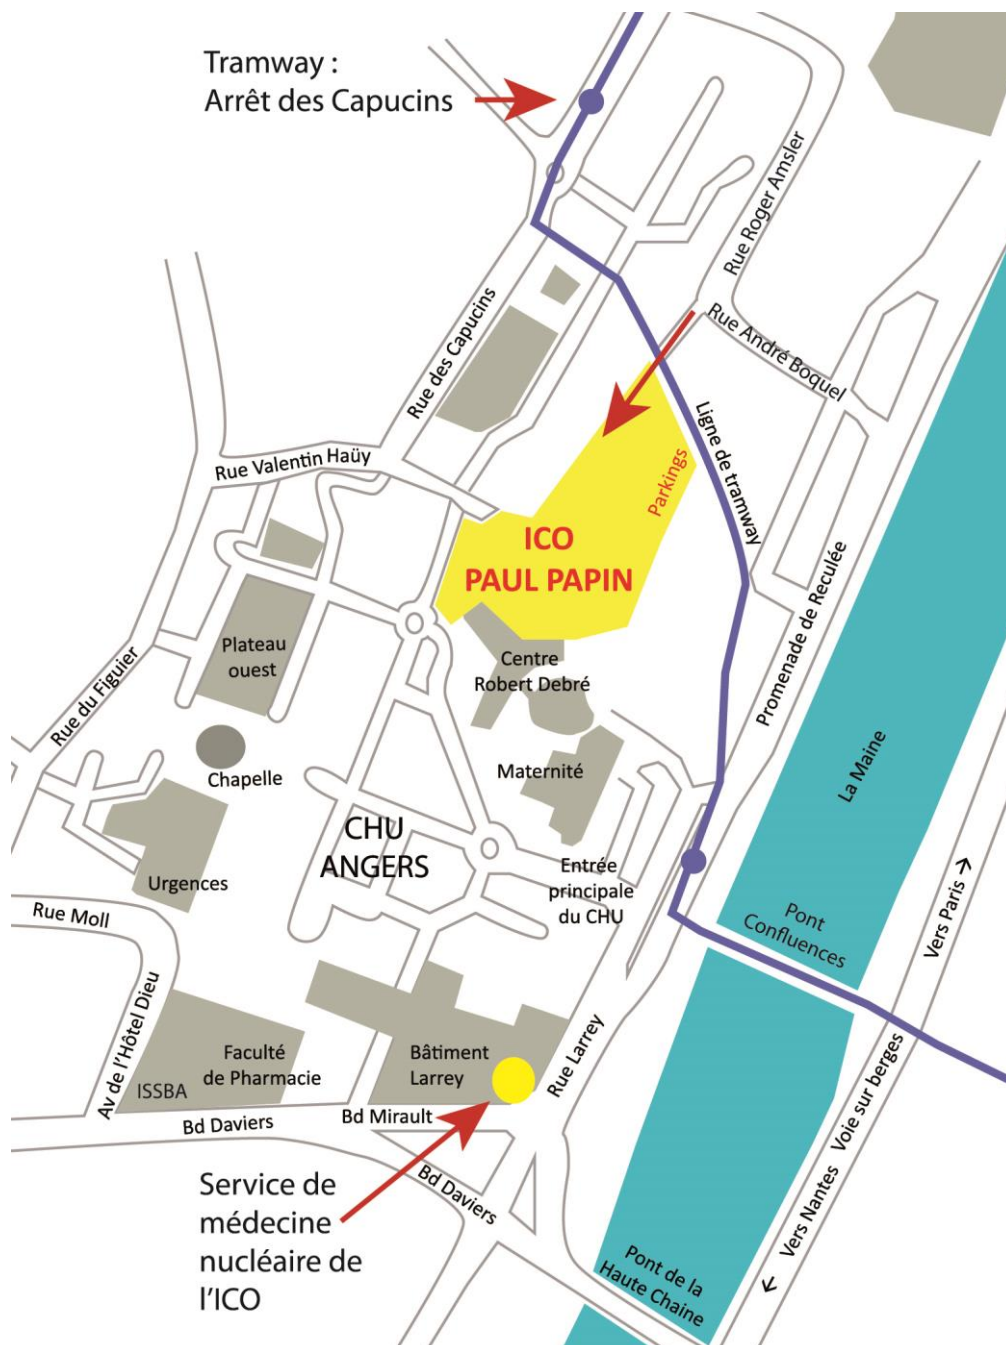 Tramway :
Arrêt des Capucins
Rue Roger Amsler
Rue André Boquel
Rue des Capucins
Ligne de tramway
Rue Valentin Haüy
Parkings
ICO
PAUL PAPIN
Promenade de Reculée
Plateau
ouest
Centre
Robert Debré
Rue du Figuier
Chapelle
Maternité
La Maine
CHU
ANGERS
Urgences
Entrée
principale
du CHU
Rue Moll
Pont
Confluences
Vers Paris →
Av de l'Hôtel Dieu
Faculté
de Pharmacie
ISSBA
Bâtiment
Larrey
Rue Larrey
Voie sur berges
Bd Daviers
Bd Mirault
Bd Daviers
← Vers Nantes
Service de
médecine
nucléaire de
l'ICO
Pont de la
Haute Chaine